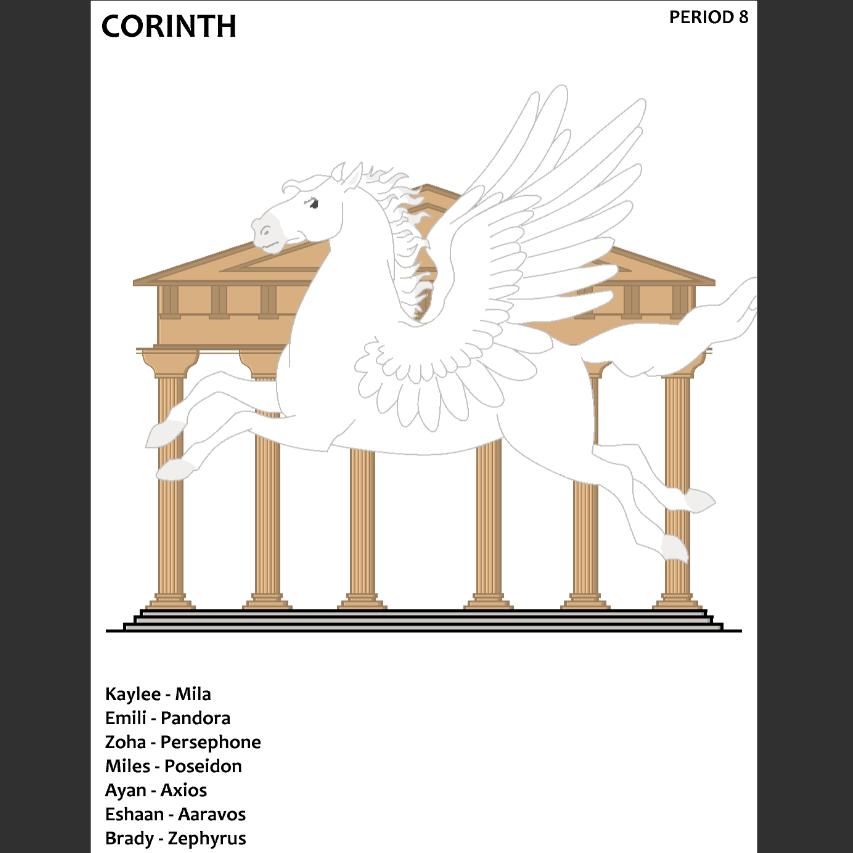 CORINTH
PERIOD 8
Kaylee - Mila
Emili - Pandora
Zoha - Persephone
Miles - Poseidon
Ayan - Axios
Eshaan - Aaravos
Brady - Zephyrus